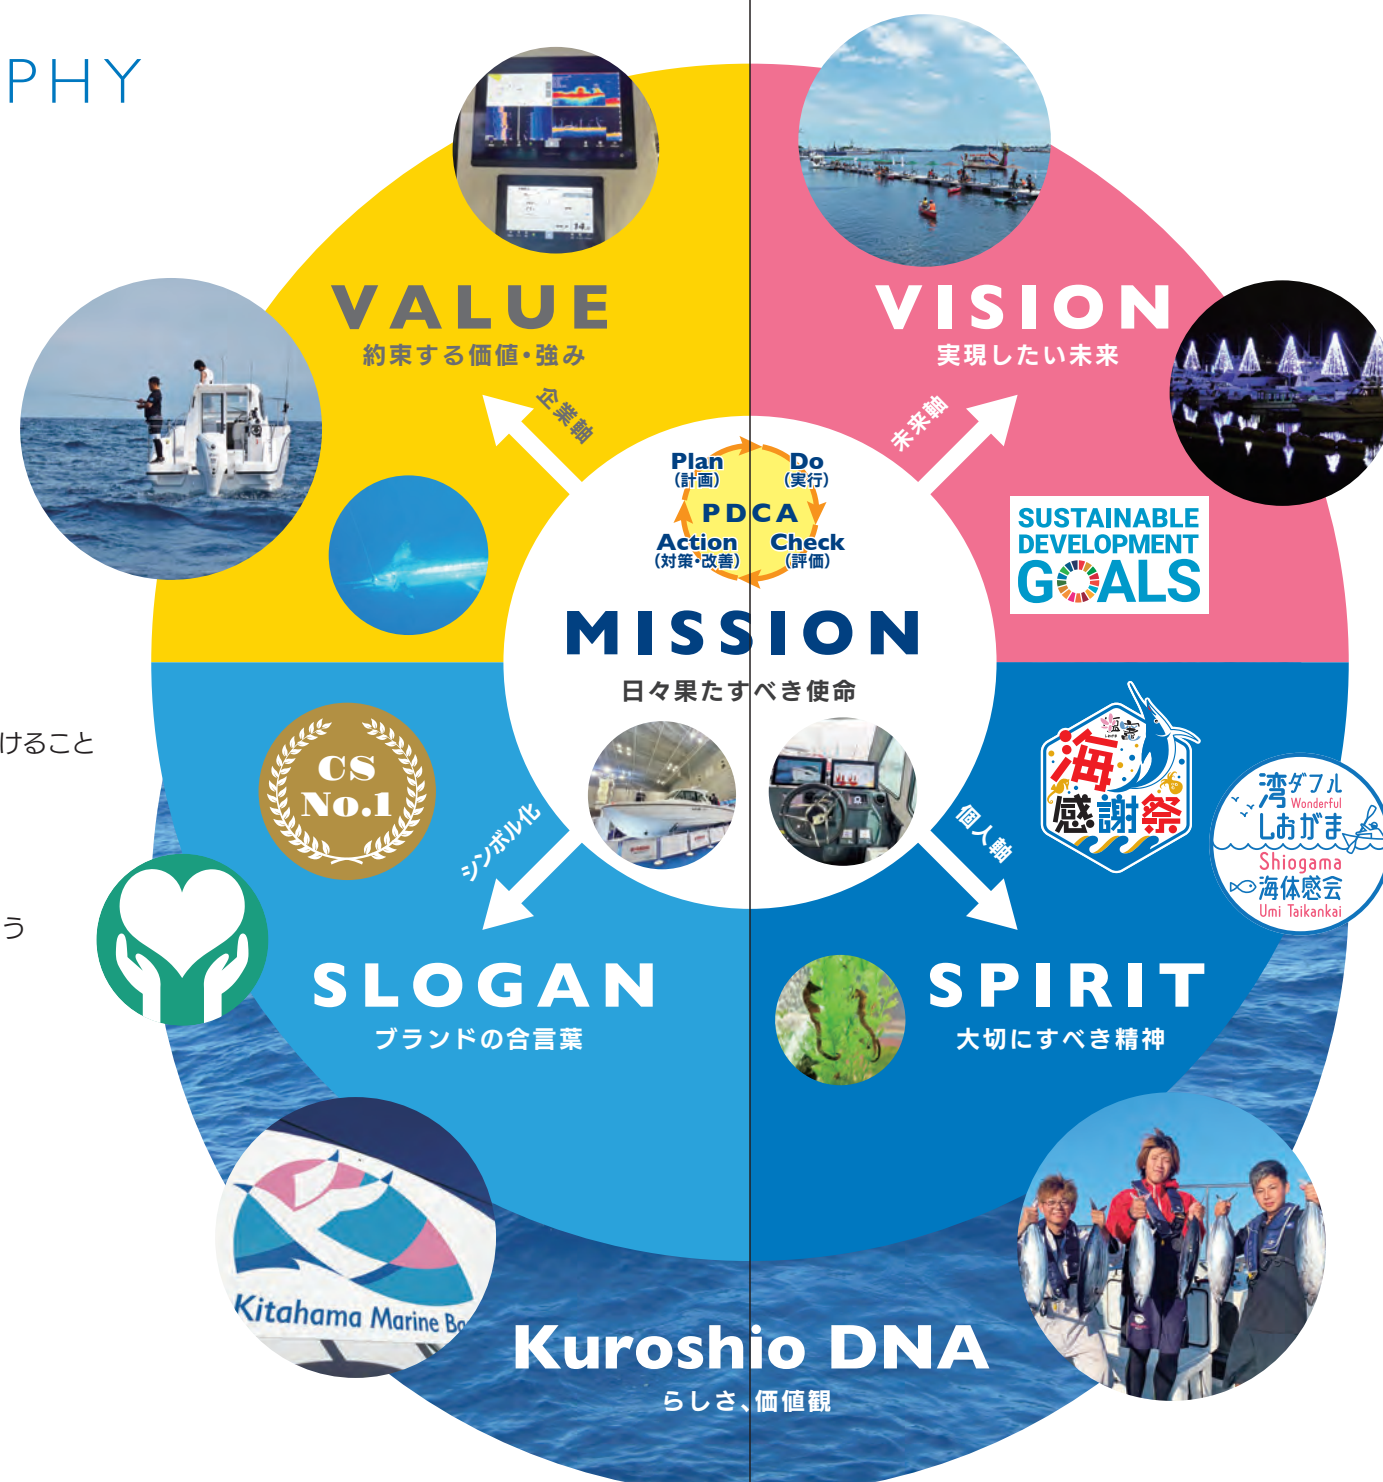 PHY
VALUE
約束する価値・強み
企業軸
VISION
実現したい未来
未来軸
SUSTAINABLE
DEVELOPMENT
GOALS
Plan
(計画)
Do
(実行)
PDCA
Action
(対策・改善)
Check
(評価)
MISSION
日々果たすべき使命
けること
う
CS
No.1
シンボル化
SLOGAN
ブランドの合言葉
個人軸
海
感謝祭
湾ダフル
Wonderful
しおがま
Shiogama
海体感会
Umi Taikankai
SPIRIT
大切にすべき精神
Kitahama Marine
Kuroshio DNA
らしさ、価値観